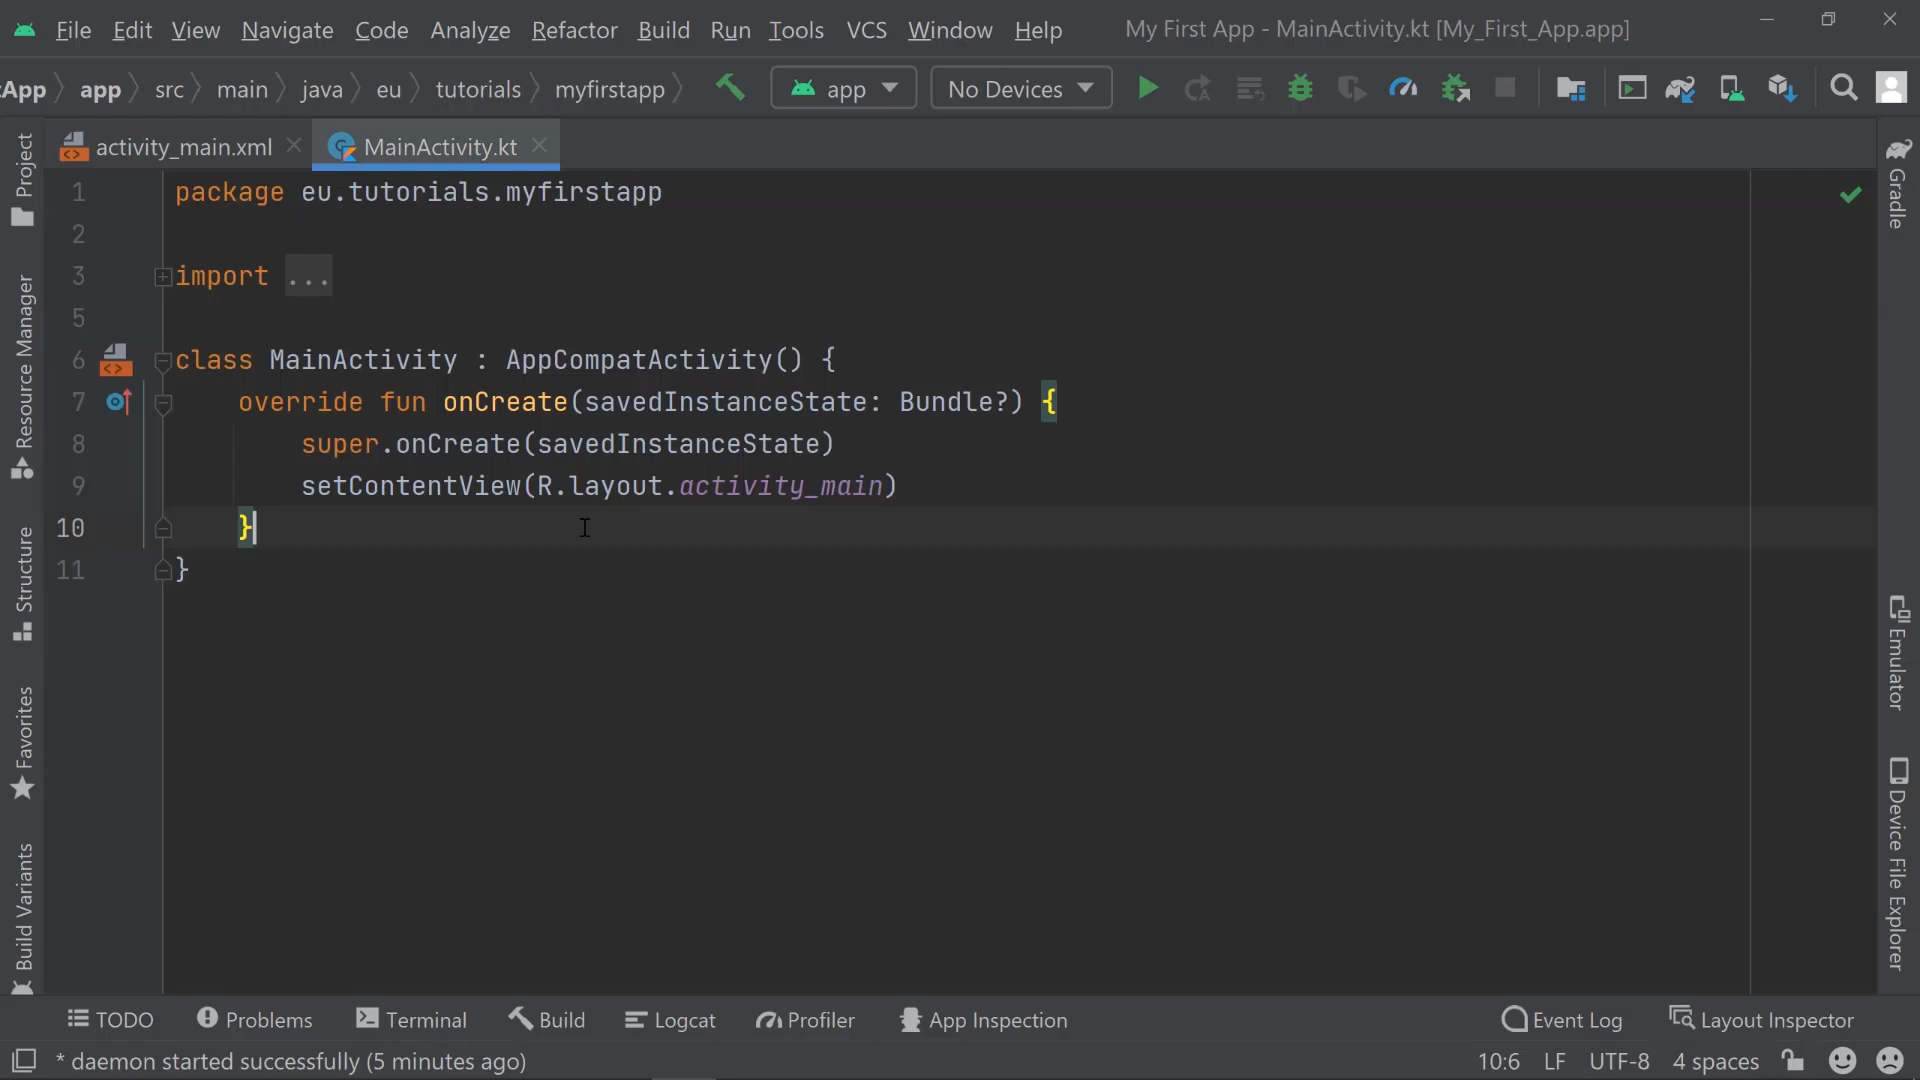 File Edit View Navigate Code Analyze Refactor Build Run Tools VCS Window Help My First App - MainActivity.kt [My_First_App.app]
:App app src main java eu tutorials myfirstapp app No Devices
activity_main.xml MainActivity.kt
1 package eu.tutorials.myfirstapp
2
3 import ...
5
6 class MainActivity : AppCompatActivity() {
7 override fun onCreate(savedInstanceState: Bundle?) {
8 super.onCreate(savedInstanceState)
9 setContentView(R.layout.activity_main)
10 }
11 }
Project
Resource Manager
Structure
Favorites
Build Variants
Gradle
Emulator
Device File Explorer
TODO Problems Terminal Build Logcat Profiler App Inspection Event Log Layout Inspector
* daemon started successfully (5 minutes ago) 10:6 LF UTF-8 4 spaces